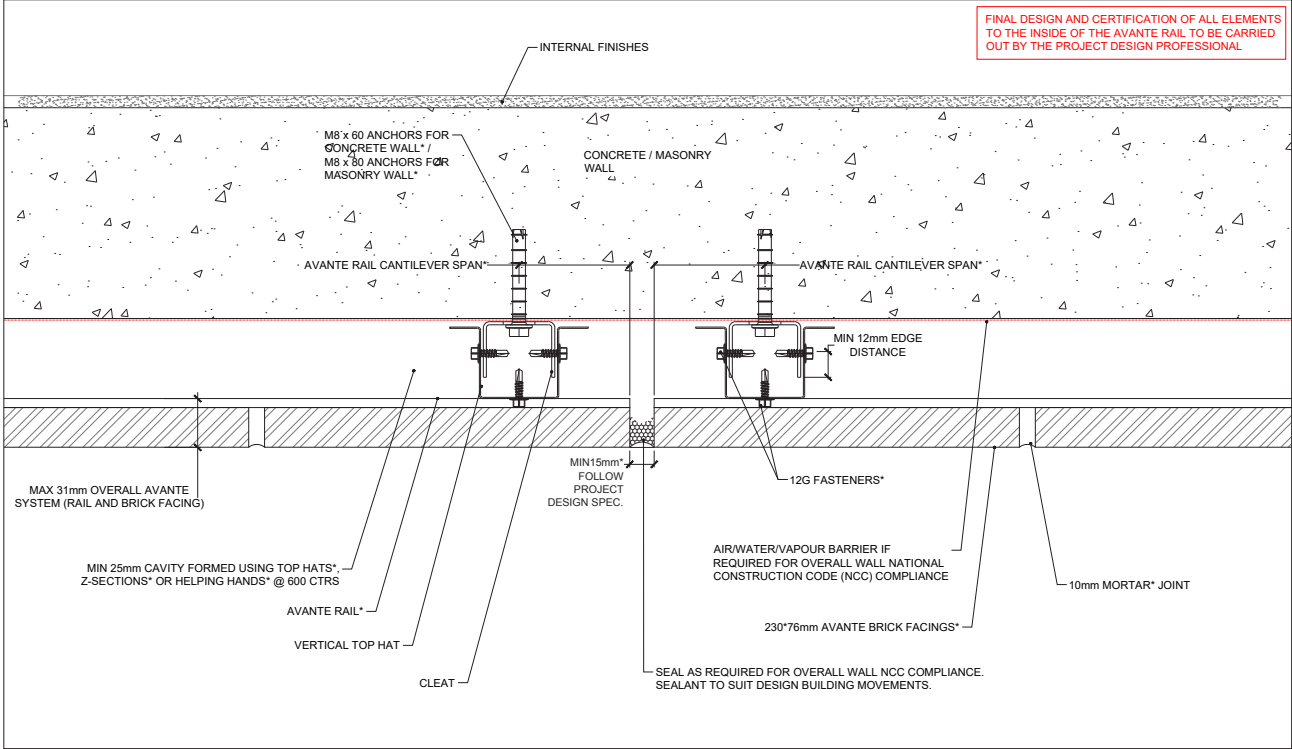 FINAL DESIGN AND CERTIFICATION OF ALL ELEMENTS
TO THE INSIDE OF THE AVANTE RAIL TO BE CARRIED
OUT BY THE PROJECT DESIGN PROFESSIONAL
INTERNAL FINISHES
M8 x 60 ANCHORS FOR
CONCRETE WALL* /
M8 x 80 ANCHORS FOR
MASONRY WALL*
CONCRETE / MASONRY
WALL
AVANTE RAIL CANTILEVER SPAN*
AVANTE RAIL CANTILEVER SPAN*
MIN 12mm EDGE
DISTANCE
MAX 31mm OVERALL AVANTE
SYSTEM (RAIL AND BRICK FACING)
MIN15mm*
FOLLOW
PROJECT
DESIGN SPEC.
12G FASTENERS*
MIN 25mm CAVITY FORMED USING TOP HATS*,
Z-SECTIONS* OR HELPING HANDS* @ 600 CTRS
AIR/WATER/VAPOUR BARRIER IF
REQUIRED FOR OVERALL WALL NATIONAL
CONSTRUCTION CODE (NCC) COMPLIANCE
10mm MORTAR* JOINT
AVANTE RAIL*
230*76mm AVANTE BRICK FACINGS*
VERTICAL TOP HAT
CLEAT
SEAL AS REQUIRED FOR OVERALL WALL NCC COMPLIANCE.
SEALANT TO SUIT DESIGN BUILDING MOVEMENTS.